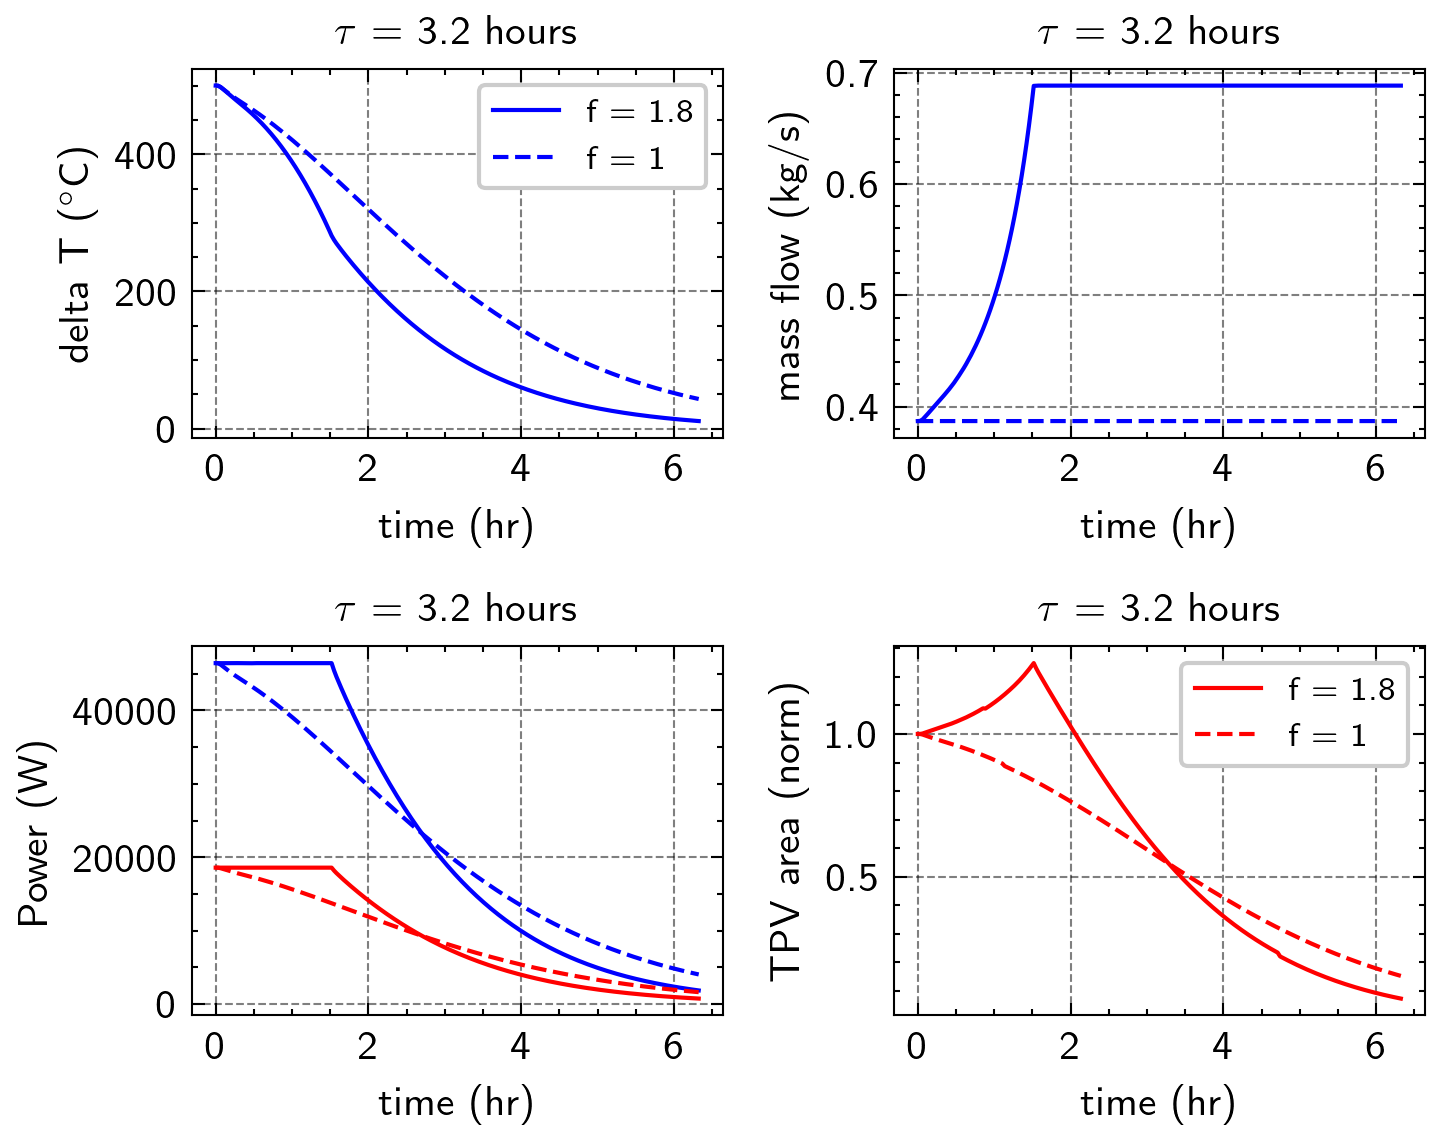 τ = 3.2 hours
delta T (°C)
400
200
0
f = 1.8
f = 1
0 2 4 6
time (hr)
τ = 3.2 hours
mass flow (kg/s)
0.7
0.6
0.5
0.4
0 2 4 6
time (hr)
τ = 3.2 hours
Power (W)
40000
20000
0
0 2 4 6
time (hr)
τ = 3.2 hours
TPV area (norm)
1.0
0.5
f = 1.8
f = 1
0 2 4 6
time (hr)